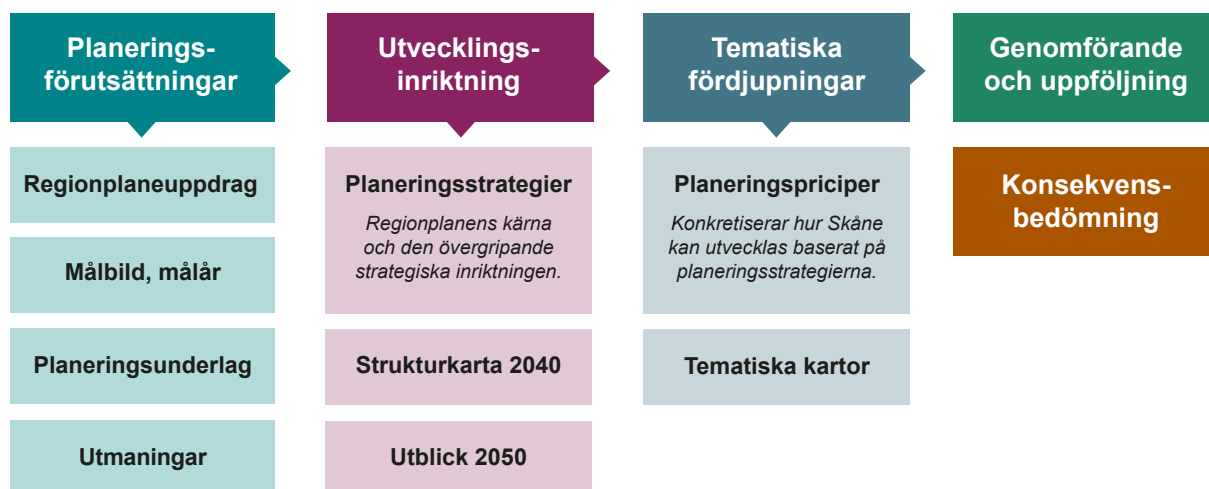 Planerings-
förutsättningar
Regionplaneuppdrag
Målbild, målår
Planeringsunderlag
Utmaningar
Utvecklings-
inriktning
Planeringsstrategier
Regionplanens kärna
och den övergripande
strategiska inriktningen.
Strukturkarta 2040
Utblick 2050
Tematiska
fördjupningar
Planeringspriciper
Konkretiserar hur Skåne
kan utvecklas baserat på
planeringsstrategierna.
Tematiska kartor
Genomförande
och uppföljning
Konsekvens-
bedömning